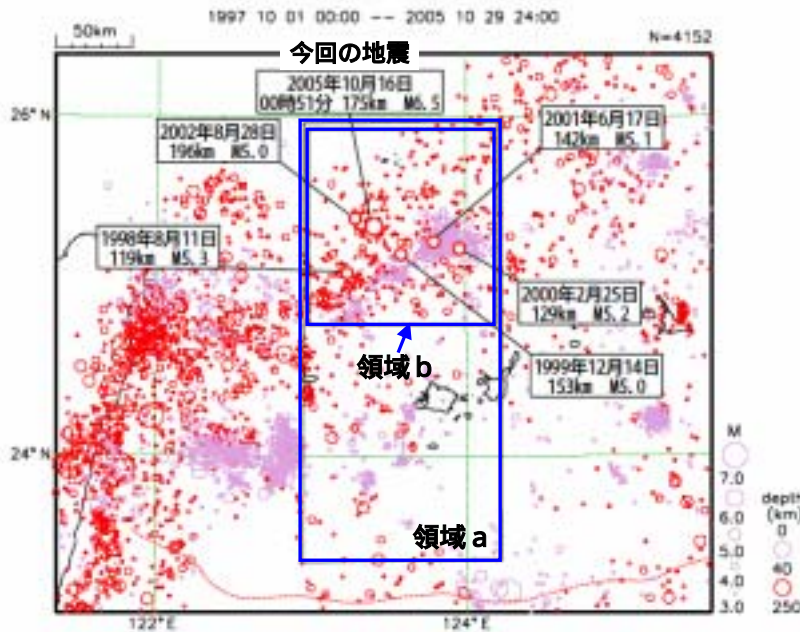 1997 10 01 00:00 -- 2005 10 29 24:00
50km
N=4152
今回の地震
2005年10月16日
00時51分 175km M6.5
2002年8月28日
196km M5.0
2001年6月17日
142km M5.1
26°N
1998年8月11日
119km M5.3
2000年2月25日
129km M5.2
領域b
1999年12月14日
153km M5.0
24°N
領域a
M
7.0
6.0
5.0
4.0
3.0
depth
(km)
0
40
250
122°E
124°E